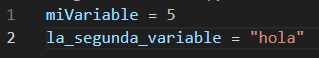 1 miVariable = 5
2 la_segunda_variable = "hola"